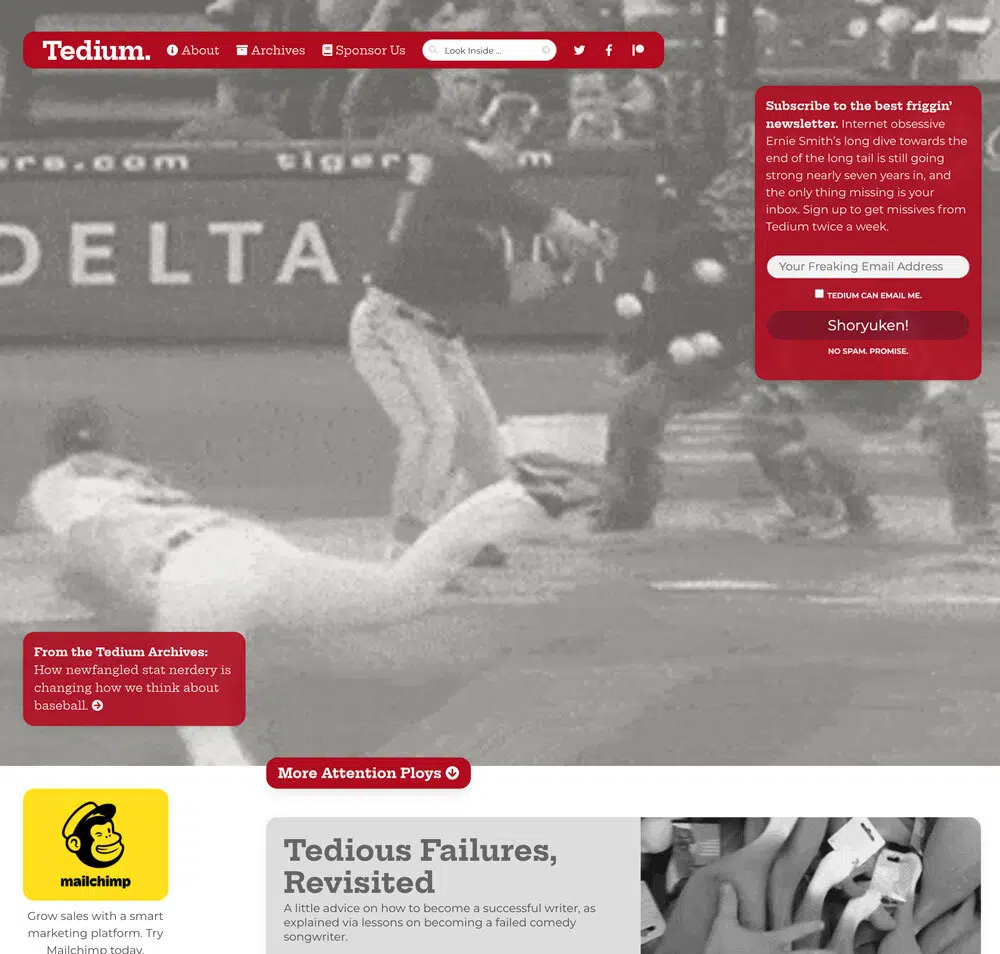 Tedium.
About
Archives
Sponsor Us
Look Inside ...
Subscribe to the best friggin’
newsletter. Internet obsessive
Ernie Smith’s long dive towards the
end of the long tail is still going
strong nearly seven years in, and
the only thing missing is your
inbox. Sign up to get missives from
Tedium twice a week.
Your Freaking Email Address
TEDIUM CAN EMAIL ME.
Shoryuken!
NO SPAM. PROMISE.
ers.com tigers m
DELTA
From the Tedium Archives:
How newfangled stat nerdery is
changing how we think about
baseball.
More Attention Ploys
mailchimp
Grow sales with a smart
marketing platform. Try
Mailchimp today.
Tedious Failures,
Revisited
A little advice on how to become a successful writer, as
explained via lessons on becoming a failed comedy
songwriter.